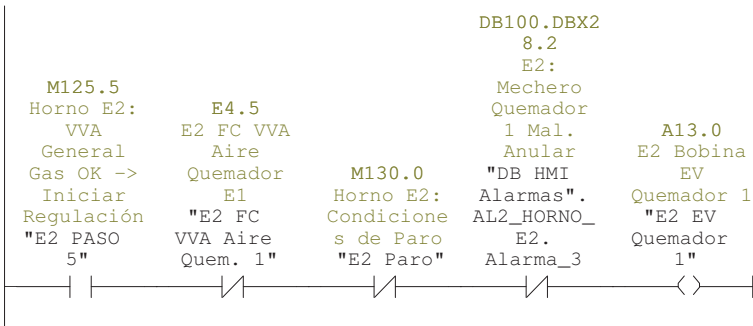 M125.5
Horno E2:
VVA
General
Gas OK ->
Iniciar
Regulación
"E2 PASO
5"
E4.5
E2 FC VVA
Aire
Quemador
E1
"E2 FC
VVA Aire
Quem. 1"
M130.0
Horno E2:
Condicione
s de Paro
"E2 Paro"
DB100.DBX2
8.2
E2:
Mechero
Quemador
1 Mal.
Anular
"DB HMI
Alarmas".
AL2_HORNO_
E2.
Alarma_3
A13.0
E2 Bobina
EV
Quemador 1
"E2 EV
Quemador
1"